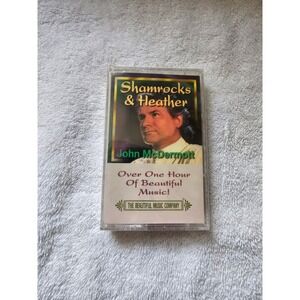 Shamrocks
& Heather
John McDermott
Over One Hour
Of Beautiful
Music!
THE BEAUTIFUL MUSIC COMPANY